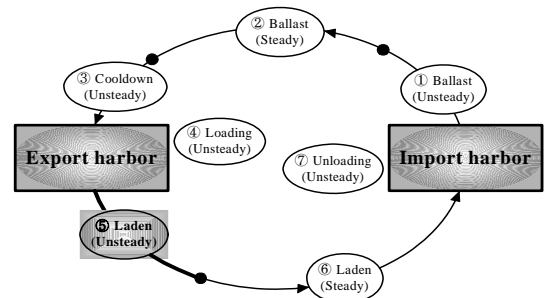 ② Ballast
(Steady)
③ Cooldown
(Unsteady)
① Ballast
(Unsteady)
④ Loading
(Unsteady)
Export harbor
⑦ Unloading
(Unsteady)
Import harbor
⑤ Laden
(Unsteady)
⑥ Laden
(Steady)